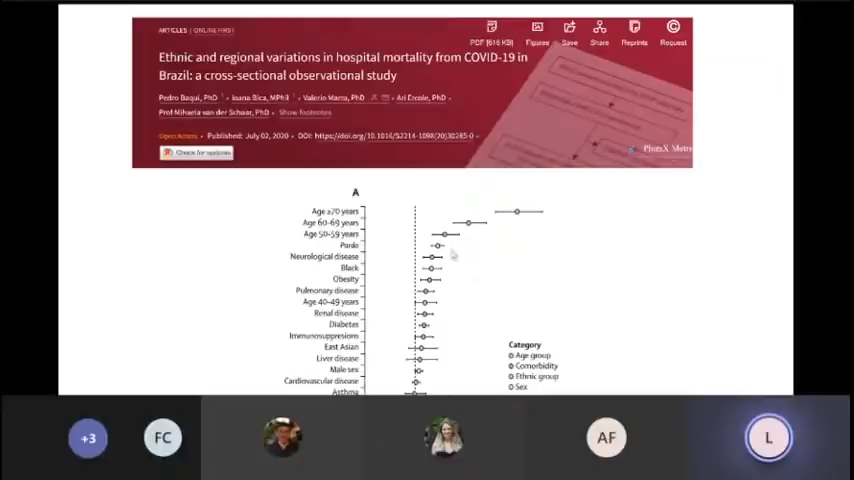 ARTICLES | ONLINE FIRST
PDF [618 KB] Figures Save Share Reprints Request
Ethnic and regional variations in hospital mortality from COVID-19 in
Brazil: a cross-sectional observational study
Pedro Baqui, PhD Ioana Bica, MPhil Valerio Marra, PhD Ari Ercole, PhD
Prof Mihaela van der Schaar, PhD Show footnotes
Open Access Published: July 02, 2020 DOI: https://doi.org/10.1016/S2214-109X(20)30285-0
Check for updates
PlumX Metri
A
Age ≥70 years
Age 60-69 years
Age 50-59 years
Pardo
Neurological disease
Black
Obesity
Pulmonary disease
Age 40-49 years
Renal disease
Diabetes
Immunosuppresions
East Asian
Liver disease
Male sex
Cardiovascular disease
Asthma
Category
Age group
Comorbidity
Ethnic group
Sex
+3
FC
AF
L